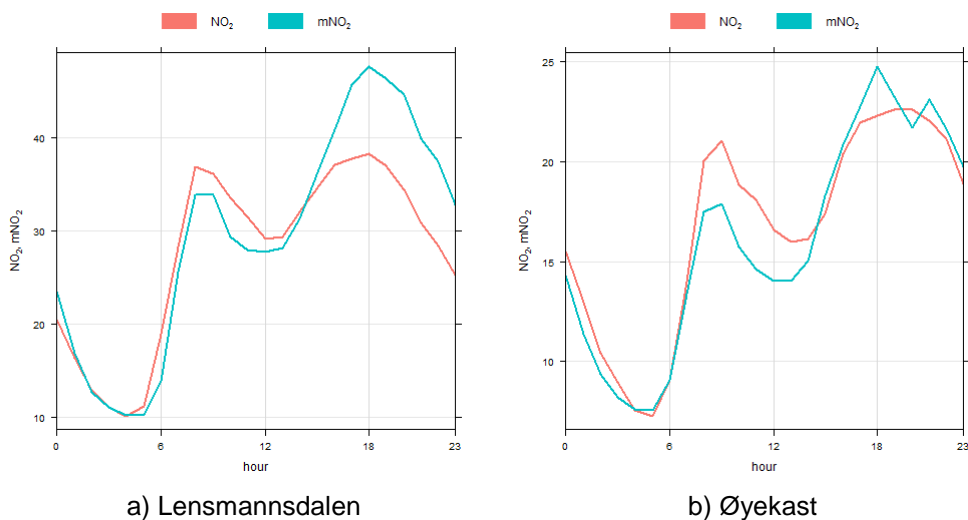 NO₂ mNO₂
NO₂, mNO₂
40
30
20
10
0 6 12 18 23
hour
a) Lensmannsdalen
NO₂ mNO₂
NO₂, mNO₂
25
20
15
10
0 6 12 18 23
hour
b) Øyekast